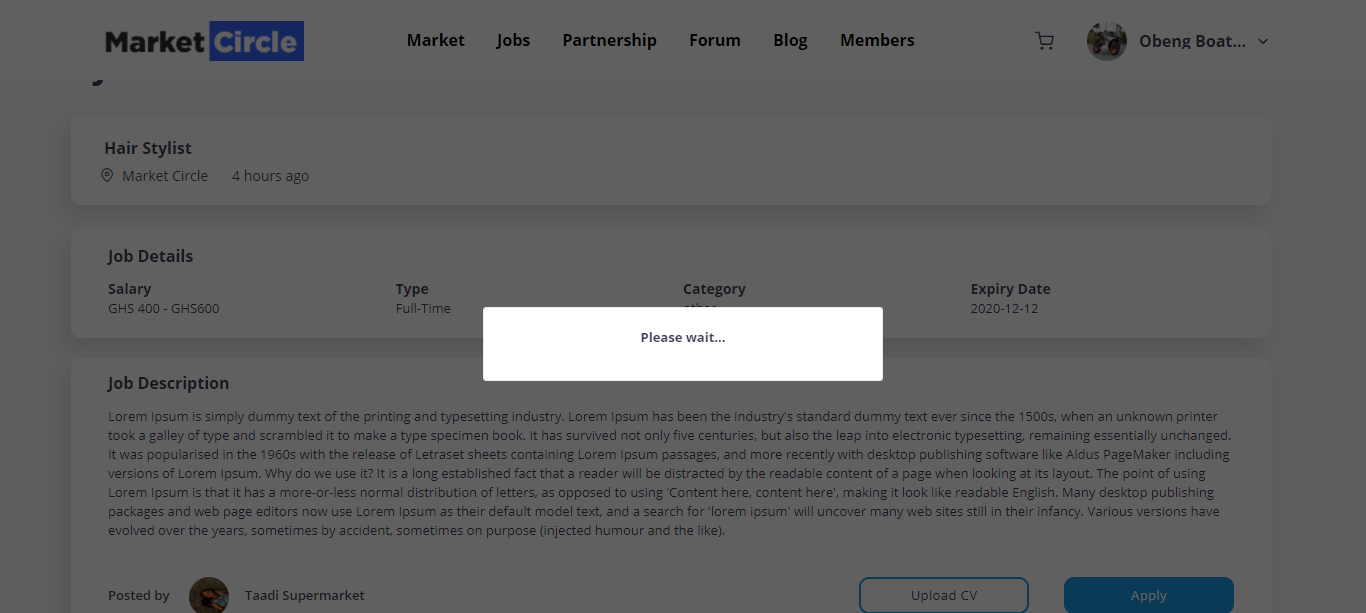 Market Circle
Market Jobs Partnership Forum Blog Members
Obeng Boat...
Hair Stylist
Market Circle 4 hours ago
Job Details
Salary Type Category Expiry Date
GHS 400 - GHS600 Full-Time other 2020-12-12
Please wait...
Job Description
Lorem Ipsum is simply dummy text of the printing and typesetting industry. Lorem Ipsum has been the industry's standard dummy text ever since the 1500s, when an unknown printer
took a galley of type and scrambled it to make a type specimen book. It has survived not only five centuries, but also the leap into electronic typesetting, remaining essentially unchanged.
It was popularised in the 1960s with the release of Letraset sheets containing Lorem Ipsum passages, and more recently with desktop publishing software like Aldus PageMaker including
versions of Lorem Ipsum. Why do we use it? It is a long established fact that a reader will be distracted by the readable content of a page when looking at its layout. The point of using
Lorem Ipsum is that it has a more-or-less normal distribution of letters, as opposed to using 'Content here, content here', making it look like readable English. Many desktop publishing
packages and web page editors now use Lorem Ipsum as their default model text, and a search for 'lorem ipsum' will uncover many web sites still in their infancy. Various versions have
evolved over the years, sometimes by accident, sometimes on purpose (injected humour and the like).
Posted by Taadi Supermarket
Upload CV
Apply